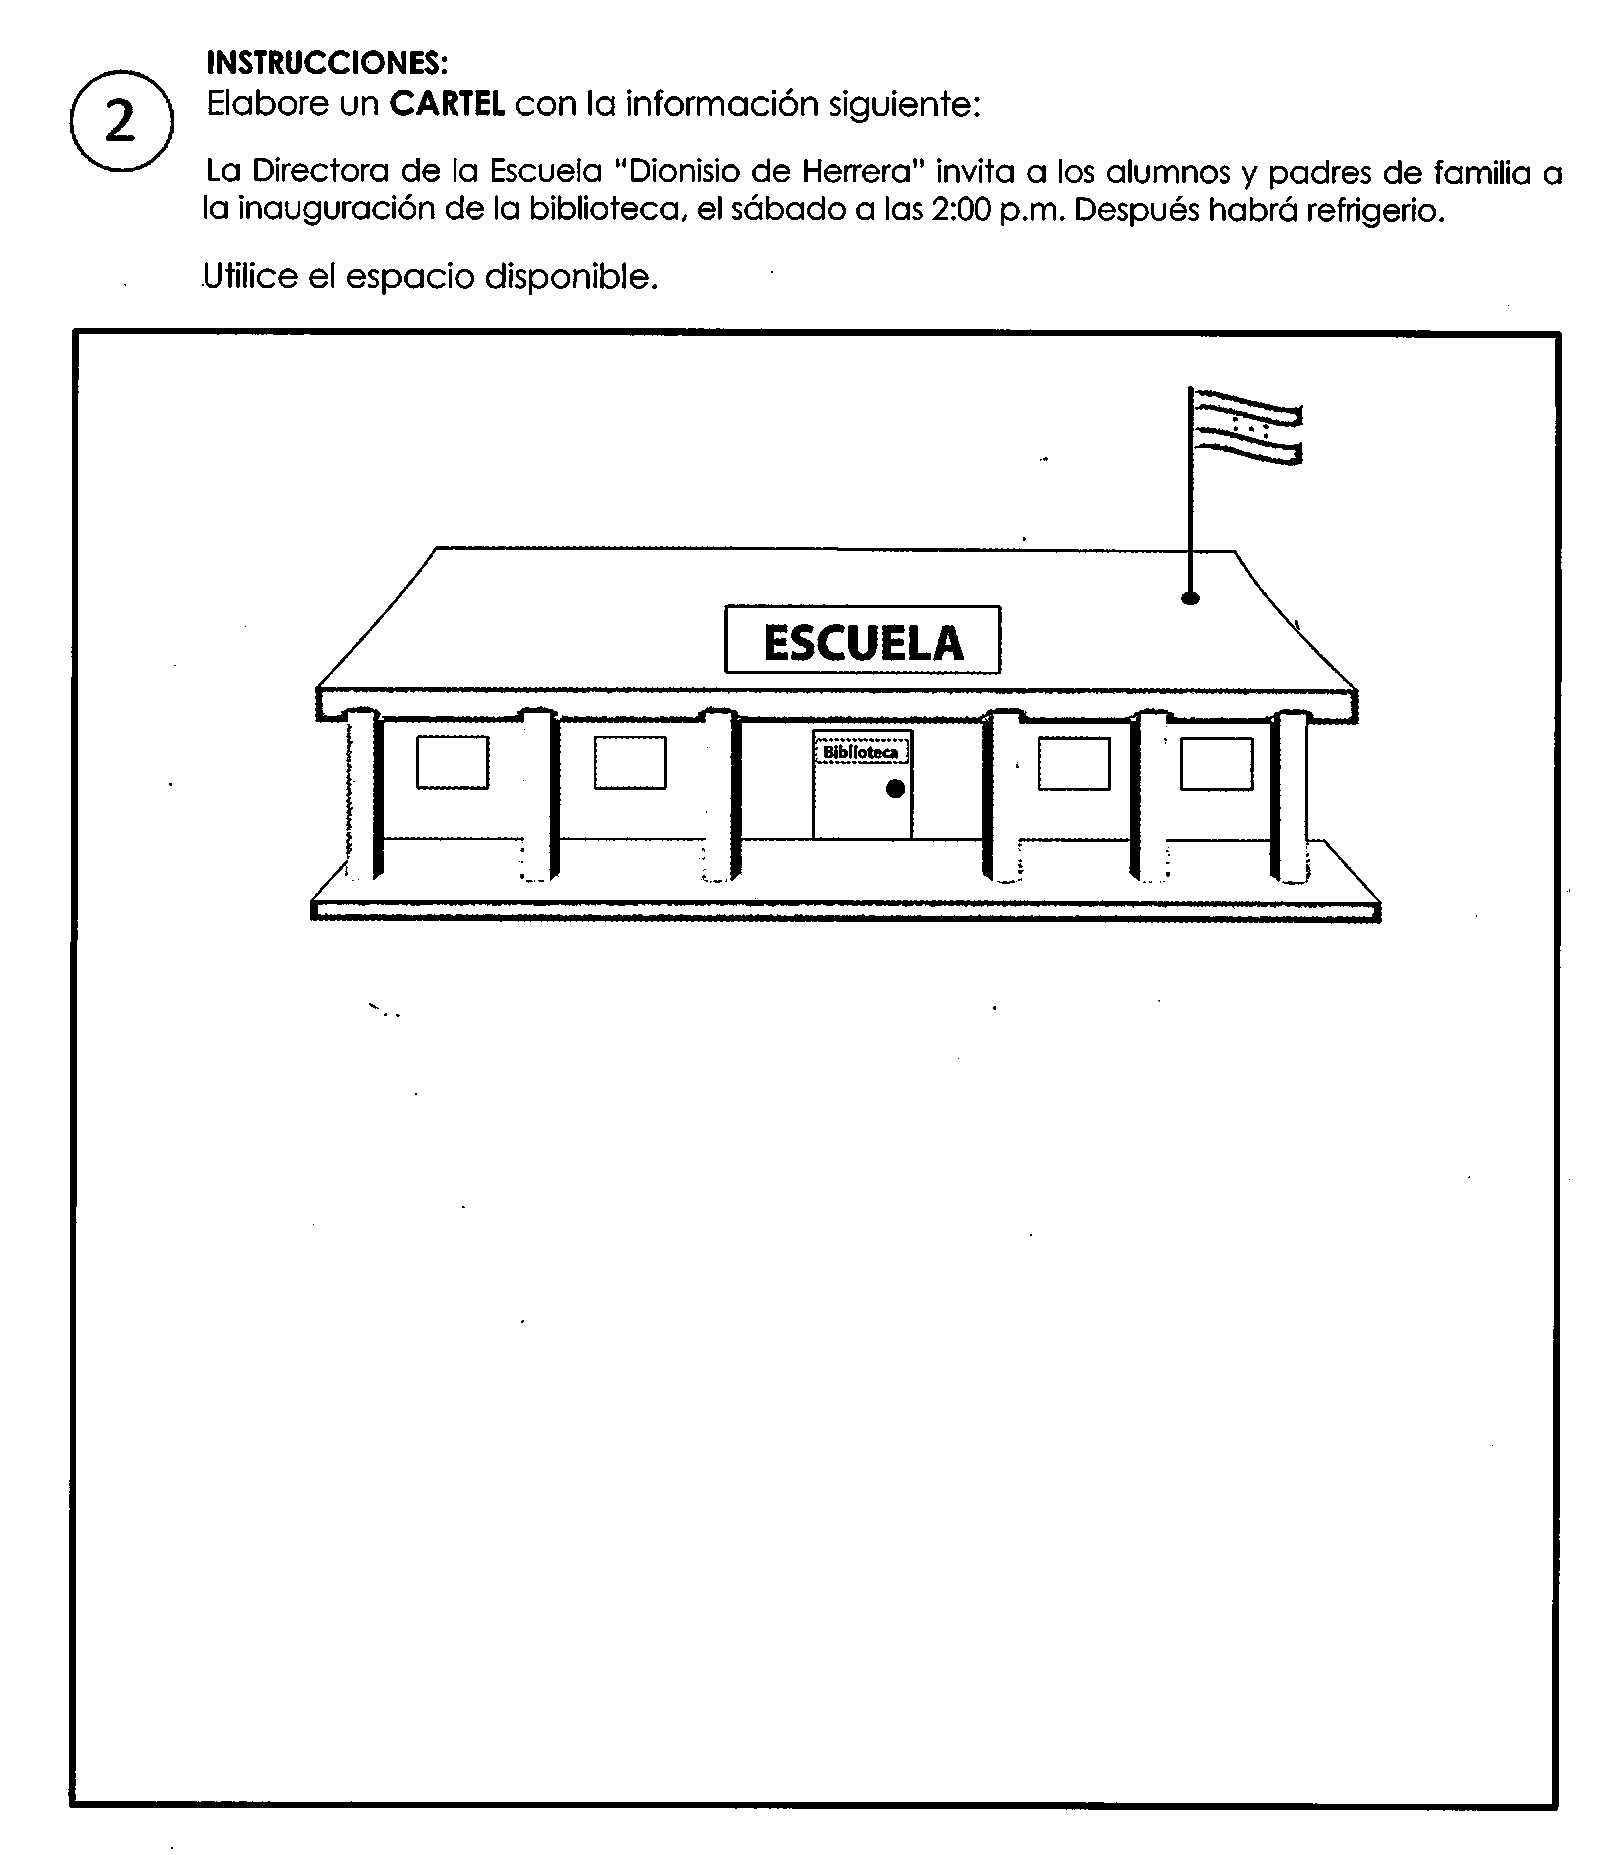 INSTRUCCIONES:
2
Elabore un CARTEL con la información siguiente:
La Directora de la Escuela "Dionisio de Herrera" invita a los alumnos y padres de familia a
la inauguración de la biblioteca, el sábado a las 2:00 p.m. Después habrá refrigerio.
Utilice el espacio disponible.
ESCUELA
Biblioteca